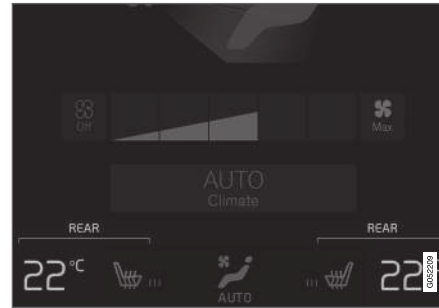 Off
Max
AUTO
Climate
REAR
REAR
22°C
22
AUTO
G052209